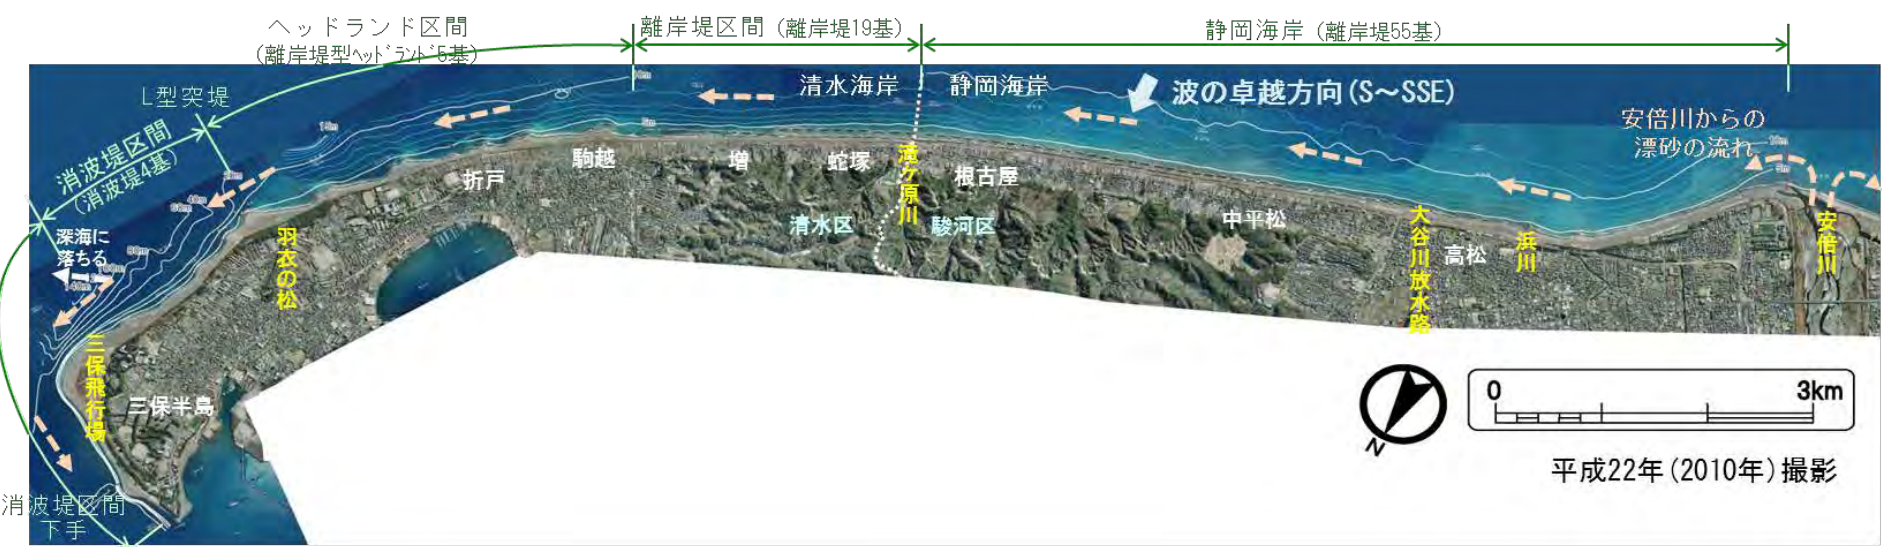 ヘッドランド区間
(離岸堤型ヘッドランド5基)
離岸堤区間 (離岸堤19基)
静岡海岸 (離岸堤55基)
L型突堤
消波堤区間
(消波堤4基)
清水海岸
静岡海岸
波の卓越方向(S～SSE)
安倍川からの
漂砂の流れ
駒越
増
蛇塚
滝ヶ原川
根古屋
折戸
清水区
駿河区
中平松
大谷川放水路
高松
浜川
安倍川
羽衣の松
深海に
落ちる
三保飛行場
三保半島
消波堤区間
下手
N
0 3km
平成22年(2010年)撮影